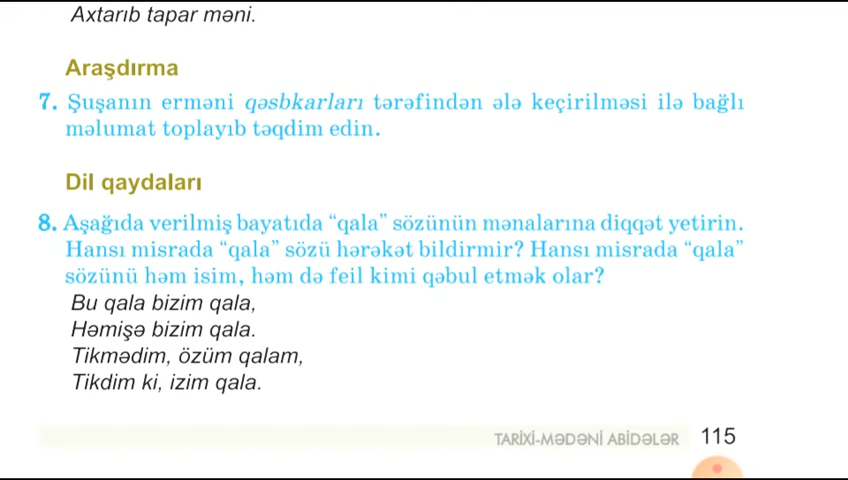 Axtarıb tapar məni.
Araşdırma
7. Şuşanın erməni qəsbkarları tərəfindən ələ keçirilməsi ilə bağlı
məlumat toplayıb təqdim edin.
Dil qaydaları
8. Aşağıda verilmiş bayatıda “qala” sözünün mənalarına diqqət yetirin.
Hansı misrada “qala” sözü hərəkət bildirmir? Hansı misrada “qala”
sözünü həm isim, həm də feil kimi qəbul etmək olar?
Bu qala bizim qala,
Həmişə bizim qala.
Tikmədim, özüm qalam,
Tikdim ki, izim qala.
TARİXİ-MƏDƏNİ ABİDƏLƏR 115